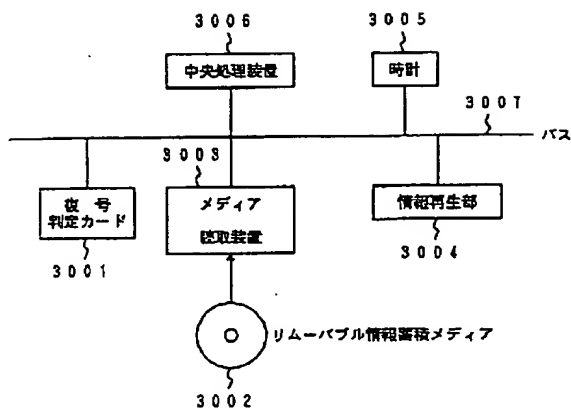 3006
3005
中央処理装置
時計
3007
バス
3003
復号
判定カード
メディア
読取装置
情報再生部
3001
3004
リムーバブル情報蓄積メディア
3002